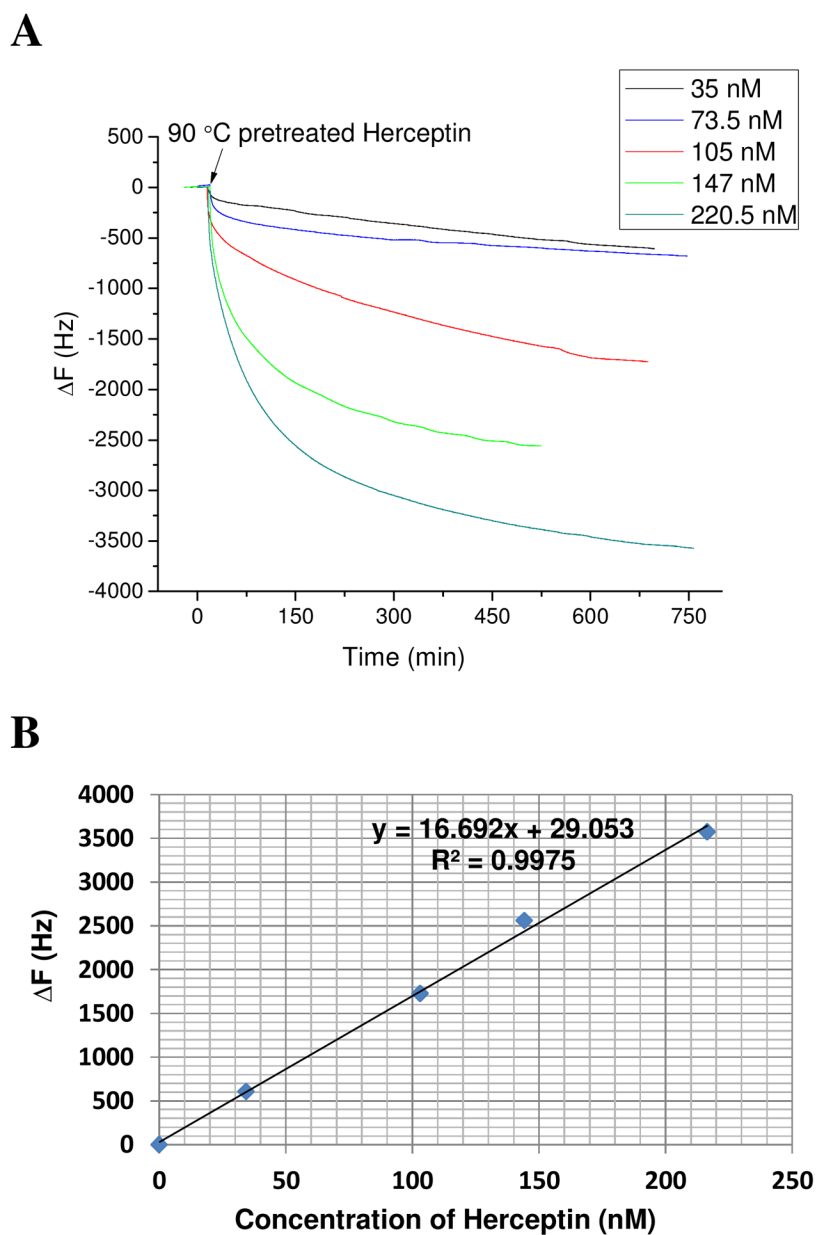 A
35 nM
73.5 nM
105 nM
147 nM
220.5 nM
90 °C pretreated Herceptin
500
0
-500
-1000
-1500
-2000
-2500
-3000
-3500
-4000
ΔF (Hz)
0 150 300 450 600 750
Time (min)
B
4000
3500
3000
2500
2000
1500
1000
500
0
ΔF (Hz)
y = 16.692x + 29.053
R² = 0.9975
0 50 100 150 200 250
Concentration of Herceptin (nM)